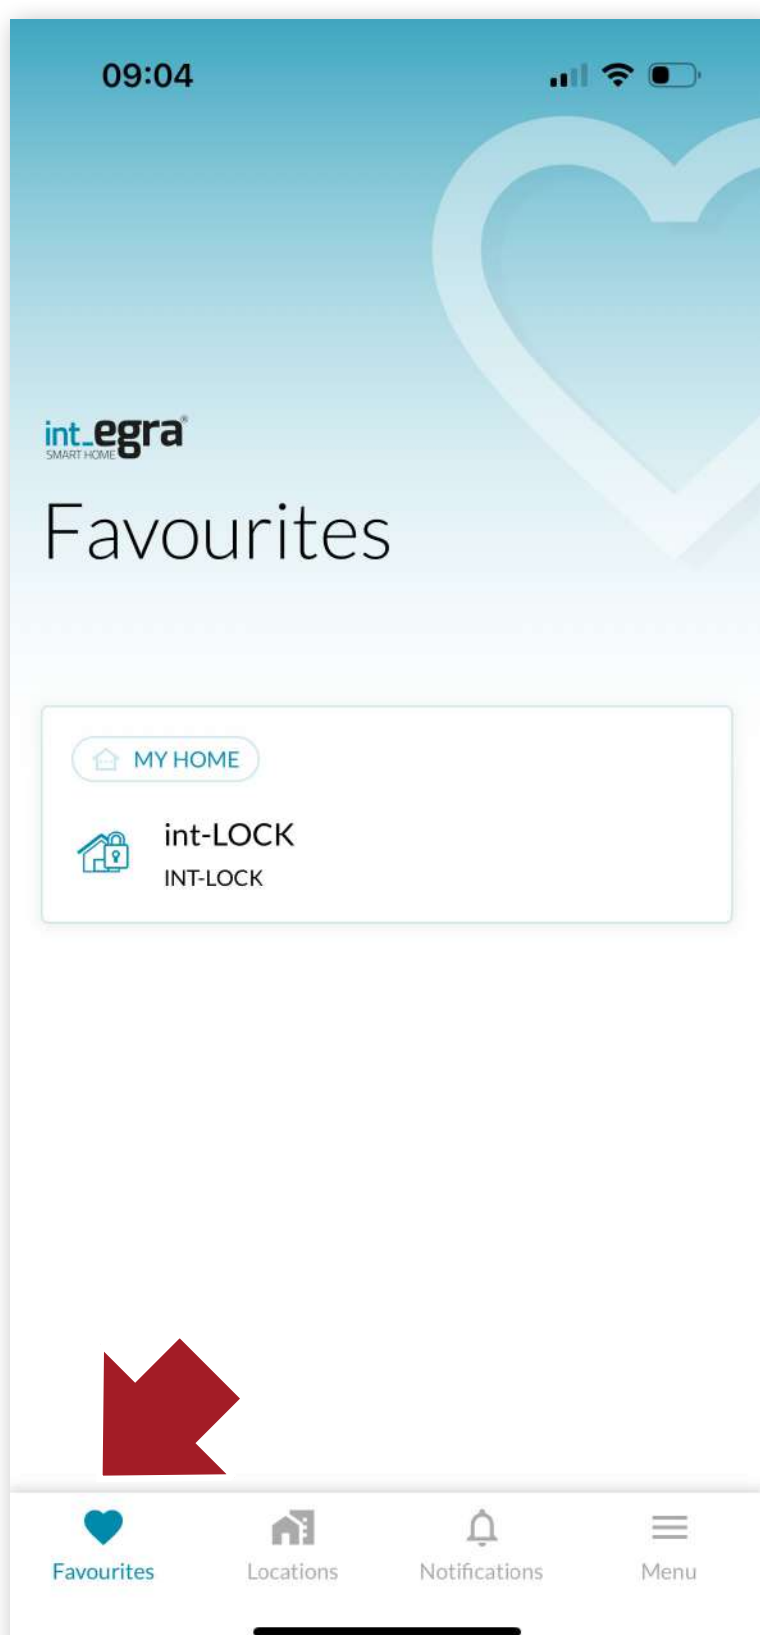 09:04
int_egra®
SMART HOME
Favourites
MY HOME
int-LOCK
INT-LOCK
Favourites
Locations
Notifications
Menu